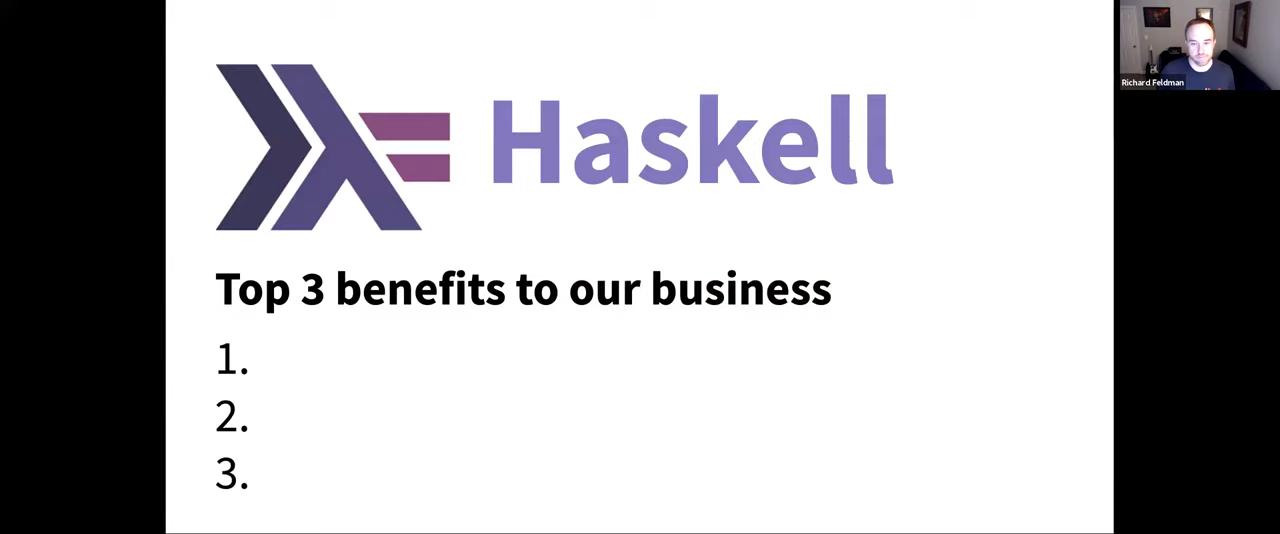 Haskell
Top 3 benefits to our business
1.
2.
3.
Richard Feldman